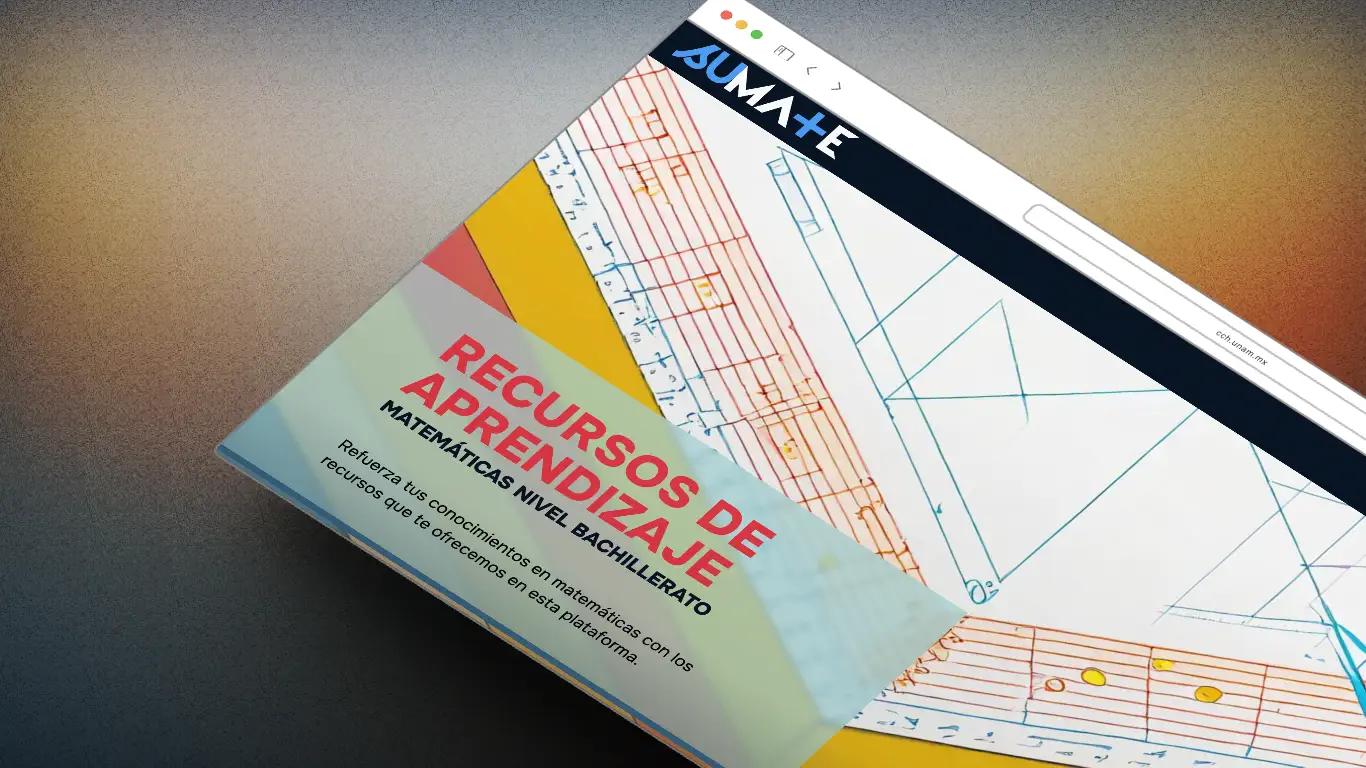 SUMA+E
cch.unam.mx
RECURSOS DE
APRENDIZAJE
MATEMÁTICAS NIVEL BACHILLERATO
Refuerza tus conocimientos en matemáticas con los
recursos que te ofrecemos en esta plataforma.